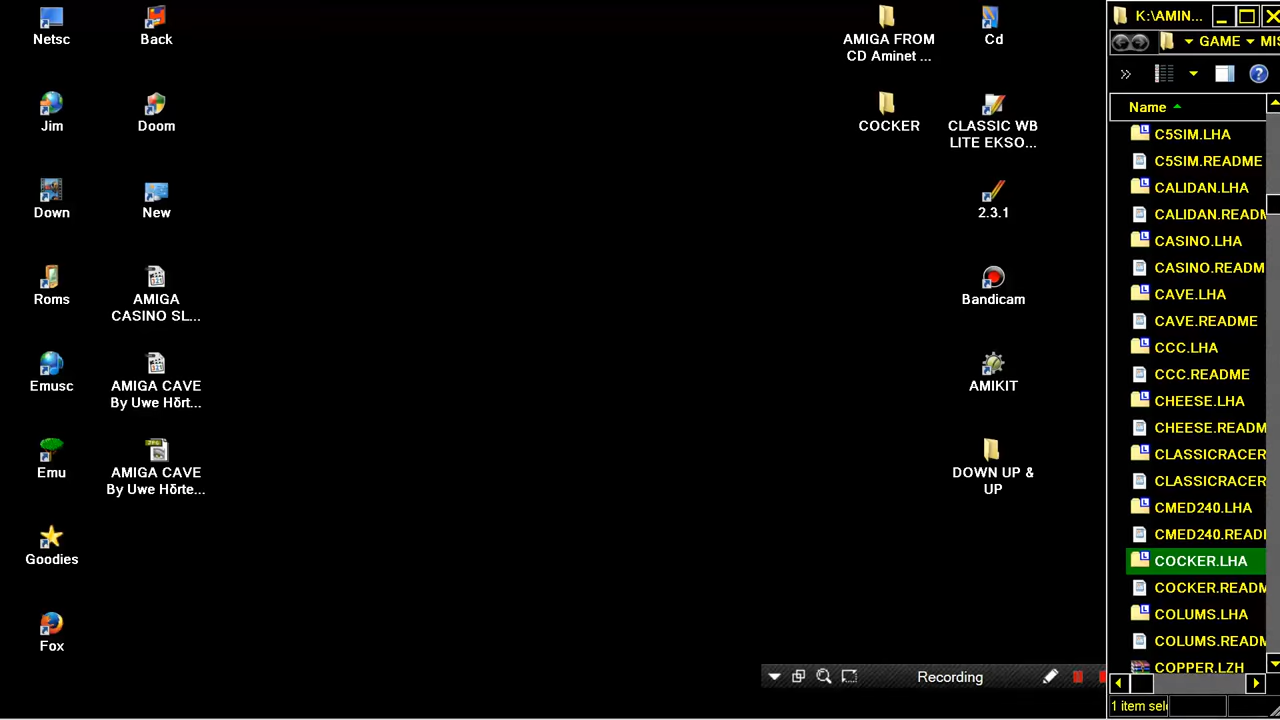 Netsc
Jim
Down
Roms
Emusc
Emu
Goodies
Fox
Back
Doom
New
AMIGA
CASINO SL...
AMIGA CAVE
By Uwe Hőrt...
AMIGA CAVE
By Uwe Hőrte...
AMIGA FROM
CD Aminet ...
COCKER
Cd
CLASSIC WB
LITE EKSO...
2.3.1
Bandicam
AMIKIT
DOWN UP &
UP
Recording
K:\AMIN...
GAME MIS
Name
C5SIM.LHA
C5SIM.README
CALIDAN.LHA
CALIDAN.READM
CASINO.LHA
CASINO.READM
CAVE.LHA
CAVE.README
CCC.LHA
CCC.README
CHEESE.LHA
CHEESE.READM
CLASSICRACER
CLASSICRACER
CMED240.LHA
CMED240.READI
COCKER.LHA
COCKER.READM
COLUMS.LHA
COLUMS.READM
COPPER.LZH
1 item sel